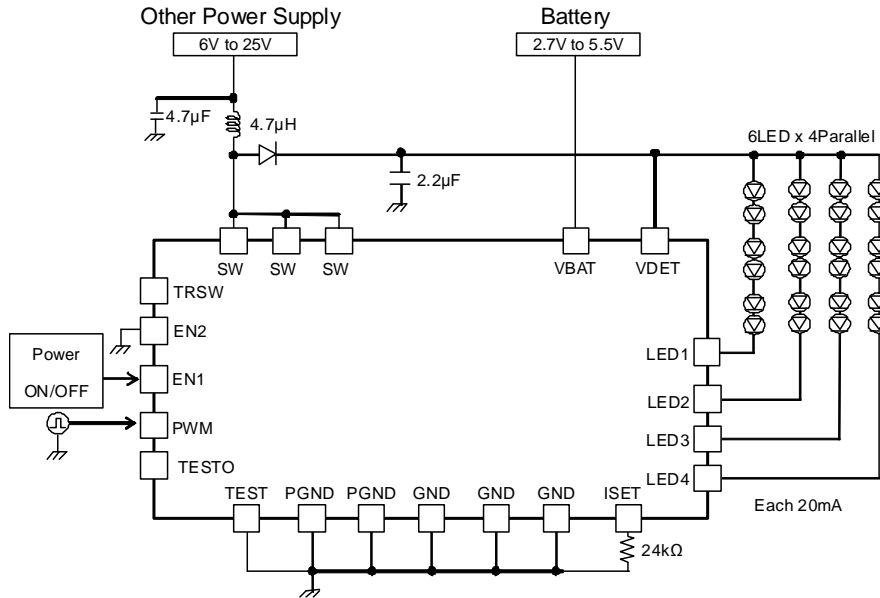 Other Power Supply
Battery
6V to 25V
2.7V to 5.5V
4.7µF
4.7µH
6LED x 4Parallel
2.2µF
SW
SW
SW
VBAT
VDET
TRSW
EN2
Power
ON/OFF
EN1
LED1
PWM
LED2
TESTO
LED3
LED4
TEST
PGND
PGND
GND
GND
GND
ISET
Each 20mA
24kΩ